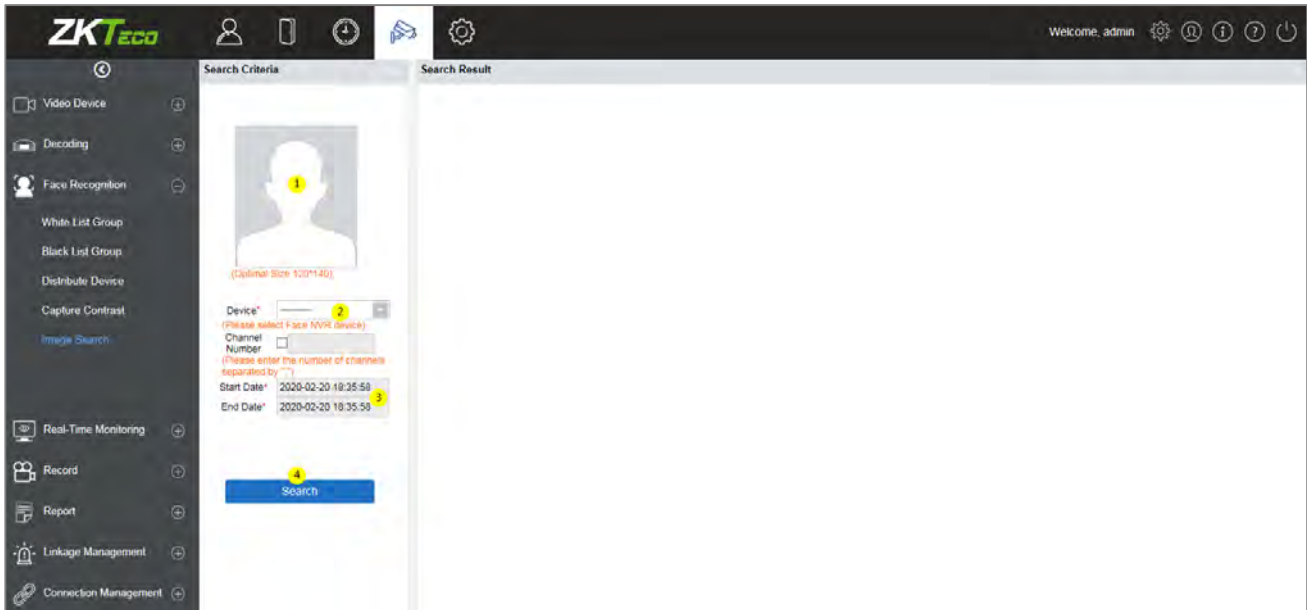 ZKTeco
Welcome, admin
Search Criteria
Search Result
Video Device
Decoding
Face Recognition
White List Group
Black List Group
Distribute Device
Capture Contrast
Image Search
Real-Time Monitoring
Record
Report
Linkage Management
Connection Management
1
(Optimal Size 120*140)
Device* --------- 2
(Please select Face NVR device)
Channel
Number
(Please enter the number of channels
separated by ",")
Start Date* 2020-02-20 18:35:58
3
End Date* 2020-02-20 18:35:58
4
Search